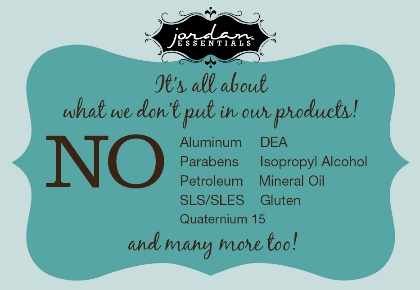 jordan
ESSENTIALS
It's all about
what we don't put in our products!
NO
Aluminum DEA
Parabens Isopropyl Alcohol
Petroleum Mineral Oil
SLS/SLES Gluten
Quaternium 15
and many more too!